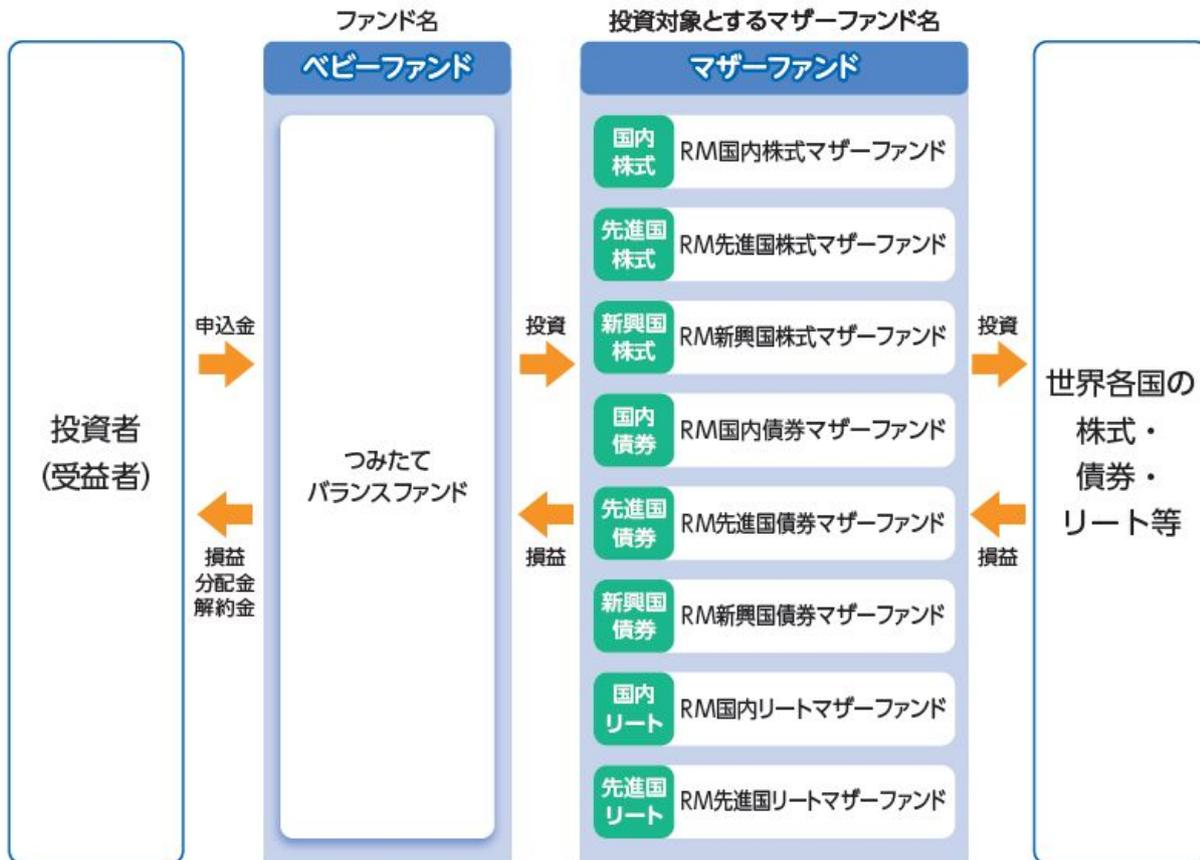 ファンド名
投資対象とするマザーファンド名
ベビーファンド
マザーファンド
投資者
(受益者)
申込金
損益
分配金
解約金
つみたて
バランスファンド
投資
損益
国内
株式
RM国内株式マザーファンド
先進国
株式
RM先進国株式マザーファンド
新興国
株式
RM新興国株式マザーファンド
国内
債券
RM国内債券マザーファンド
先進国
債券
RM先進国債券マザーファンド
新興国
債券
RM新興国債券マザーファンド
国内
リート
RM国内リートマザーファンド
先進国
リート
RM先進国リートマザーファンド
投資
損益
世界各国の
株式・
債券・
リート等